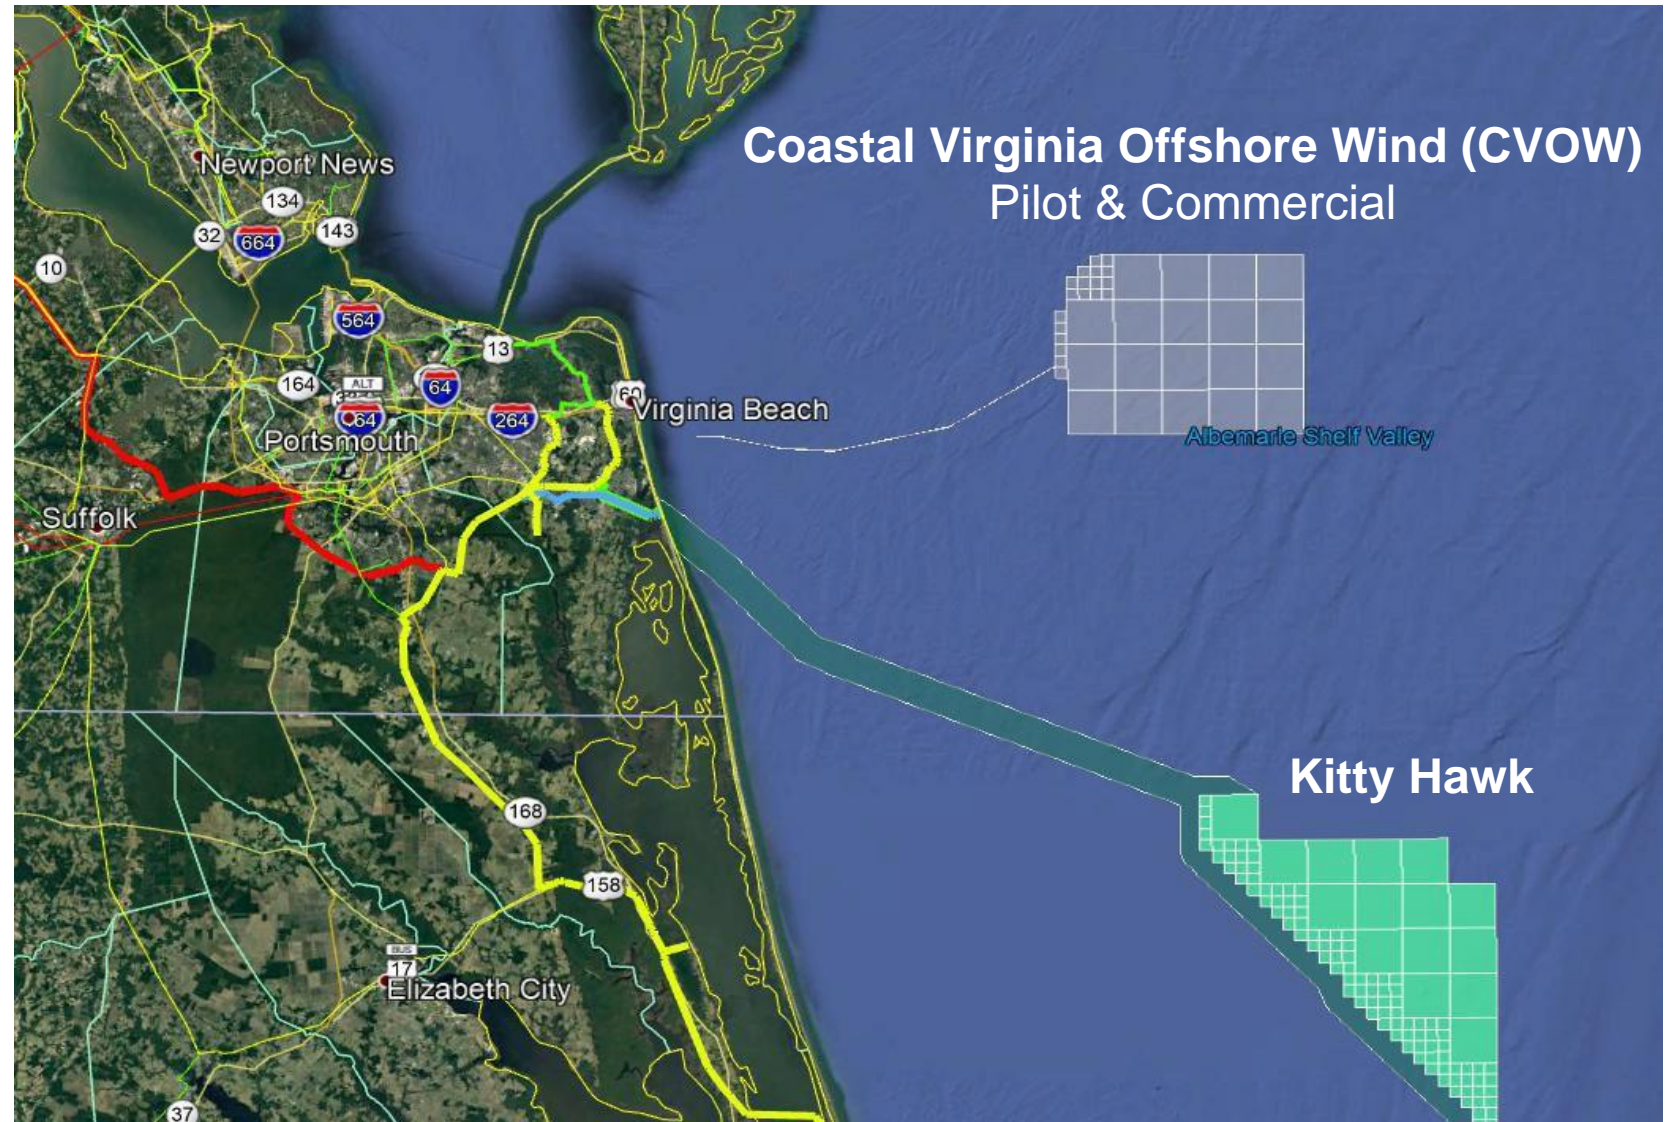 Coastal Virginia Offshore Wind (CVOW)
Pilot & Commercial
Newport News
134
32
664
143
10
564
13
164
ALT
64
60
Virginia Beach
264
Portsmouth
Albemarle Shelf Valley
Suffolk
Kitty Hawk
168
158
BUS
17
Elizabeth City
37